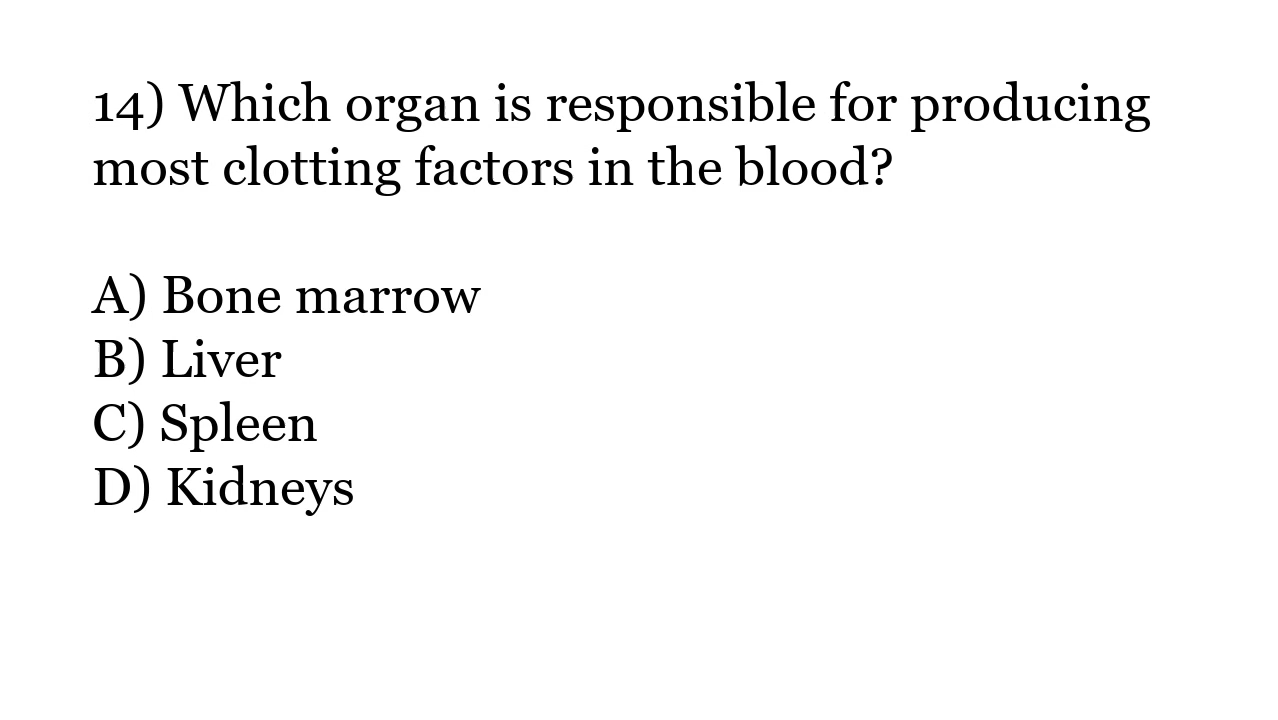 14) Which organ is responsible for producing
most clotting factors in the blood?
A) Bone marrow
B) Liver
C) Spleen
D) Kidneys